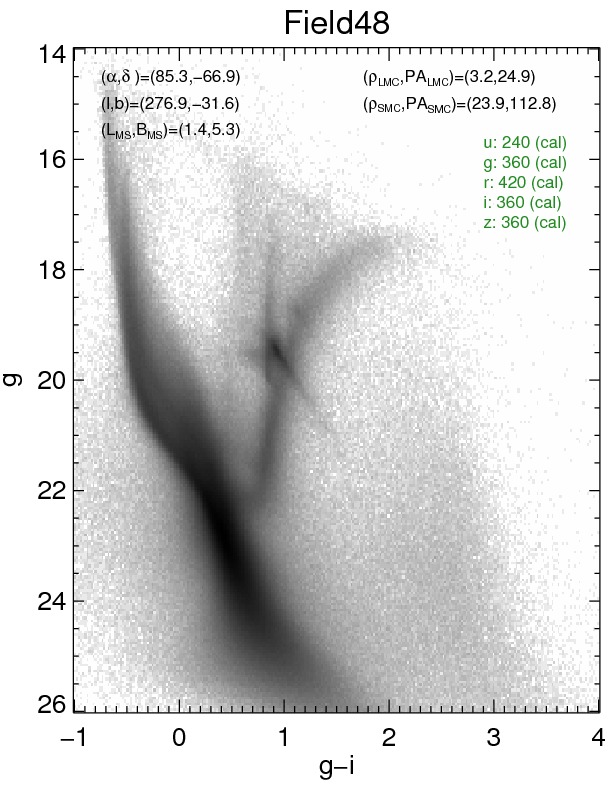 Field48
(α,δ )=(85.3,−66.9)
(l,b)=(276.9,−31.6)
(LMS,BMS)=(1.4,5.3)
(ρLMC,PALMC)=(3.2,24.9)
(ρSMC,PASMC)=(23.9,112.8)
u: 240 (cal)
g: 360 (cal)
r: 420 (cal)
i: 360 (cal)
z: 360 (cal)
14
16
18
20
22
24
26
g
−1 0 1 2 3 4
g−i